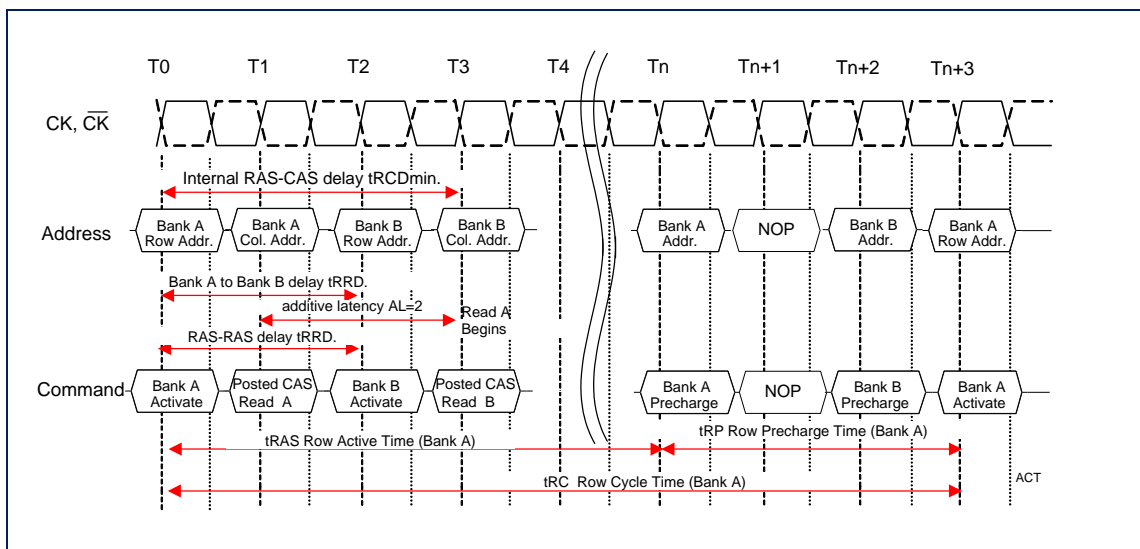 T0 T1 T2 T3 T4 Tn Tn+1 Tn+2 Tn+3
CK, C̅K̅
Internal RAS-CAS delay tRCDmin.
Address
Bank A
Row Addr.
Bank A
Col. Addr.
Bank B
Row Addr.
Bank B
Col. Addr.
Bank A
Addr.
NOP
Bank B
Addr.
Bank A
Row Addr.
Bank A to Bank B delay tRRD.
additive latency AL=2
Read A
Begins
RAS-RAS delay tRRD.
Command
Bank A
Activate
Posted CAS
Read A
Bank B
Activate
Posted CAS
Read B
Bank A
Precharge
NOP
Bank B
Precharge
Bank A
Activate
tRAS Row Active Time (Bank A)
tRP Row Precharge Time (Bank A)
tRC Row Cycle Time (Bank A)
ACT